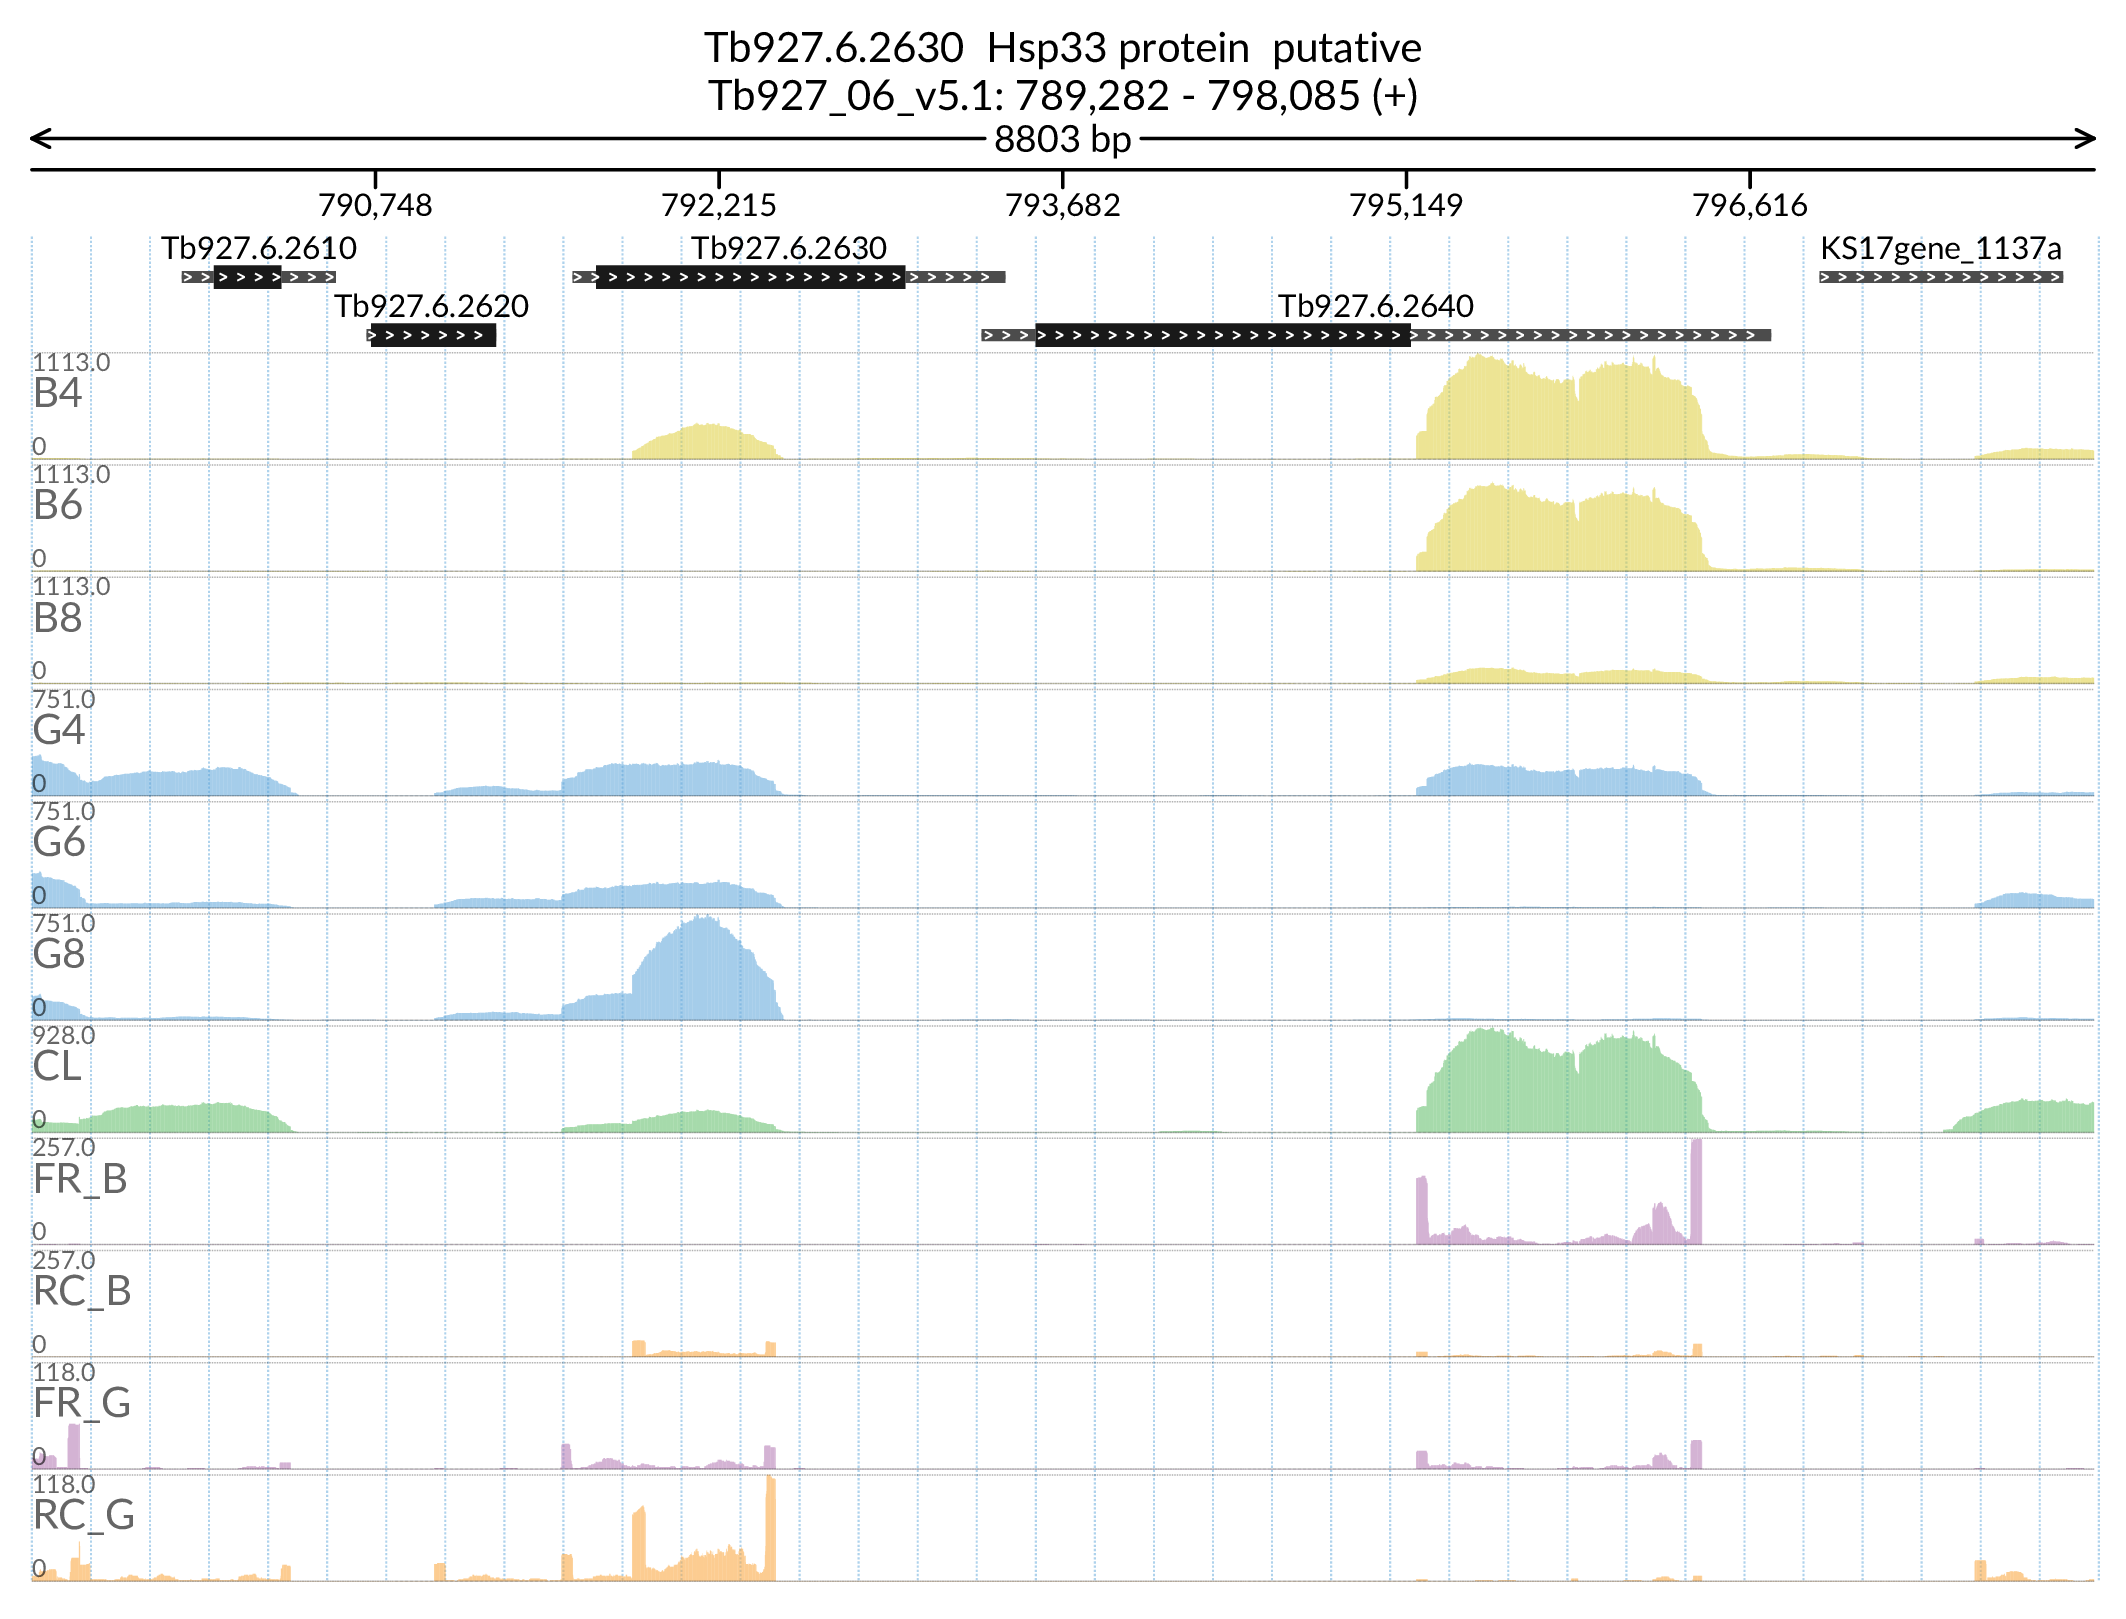 Tb927.6.2630  Hsp33 protein  putative
Tb927_06_v5.1: 789,282 - 798,085 (+)
8803 bp
790,748 792,215 793,682 795,149 796,616
Tb927.6.2610 Tb927.6.2630 KS17gene_1137a
Tb927.6.2620 Tb927.6.2640
1113.0
B4
0
1113.0
B6
0
1113.0
B8
0
751.0
G4
0
751.0
G6
0
751.0
G8
0
928.0
CL
0
257.0
FR_B
0
257.0
RC_B
0
118.0
FR_G
0
118.0
RC_G
0